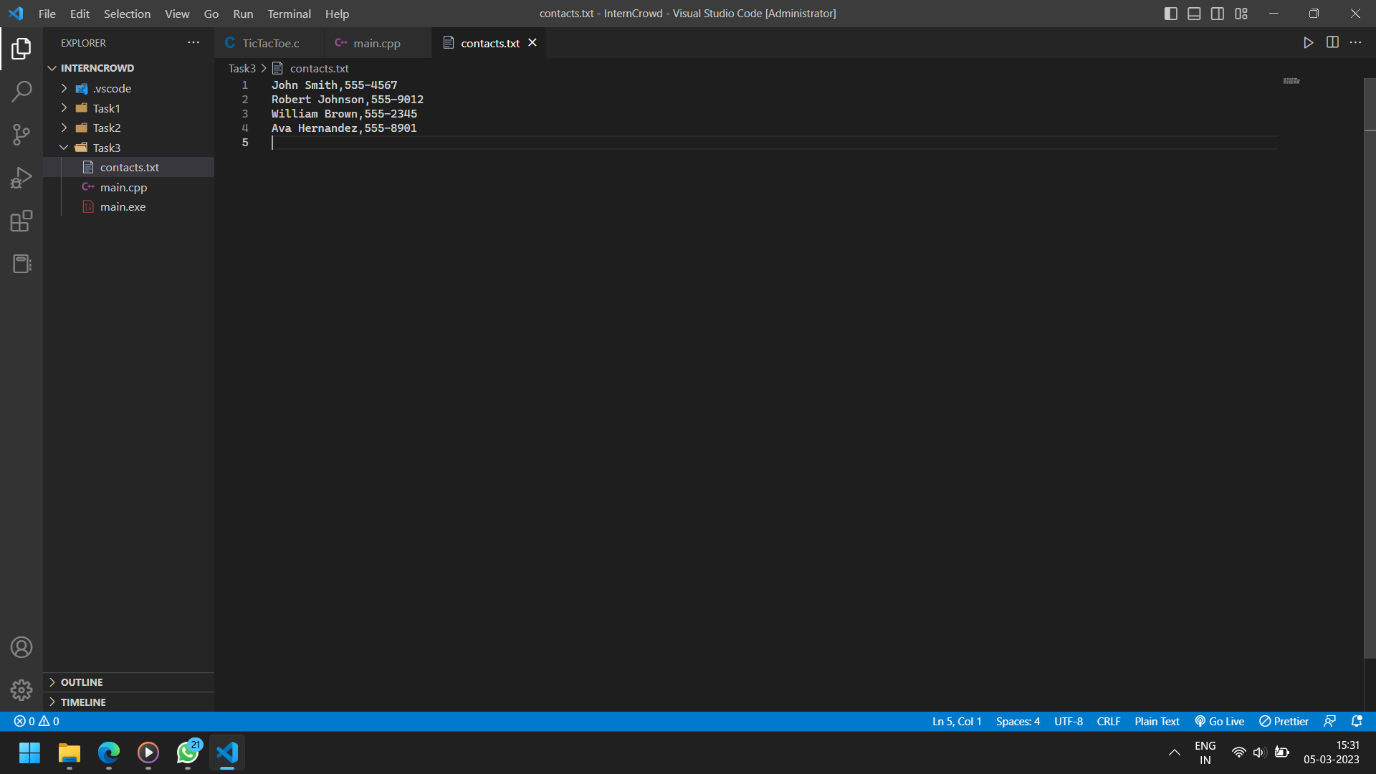 File Edit Selection View Go Run Terminal Help
contacts.txt - InternCrowd - Visual Studio Code [Administrator]
EXPLORER
TicTacToe.c
main.cpp
contacts.txt
INTERNCROWD
.vscode
Task1
Task2
Task3
contacts.txt
main.cpp
main.exe
Task3 > contacts.txt
1 John Smith,555-4567
2 Robert Johnson,555-9012
3 William Brown,555-2345
4 Ava Hernandez,555-8901
5
OUTLINE
TIMELINE
0 0
Ln 5, Col 1 Spaces: 4 UTF-8 CRLF Plain Text Go Live Prettier
21
ENG
IN
15:31
05-03-2023